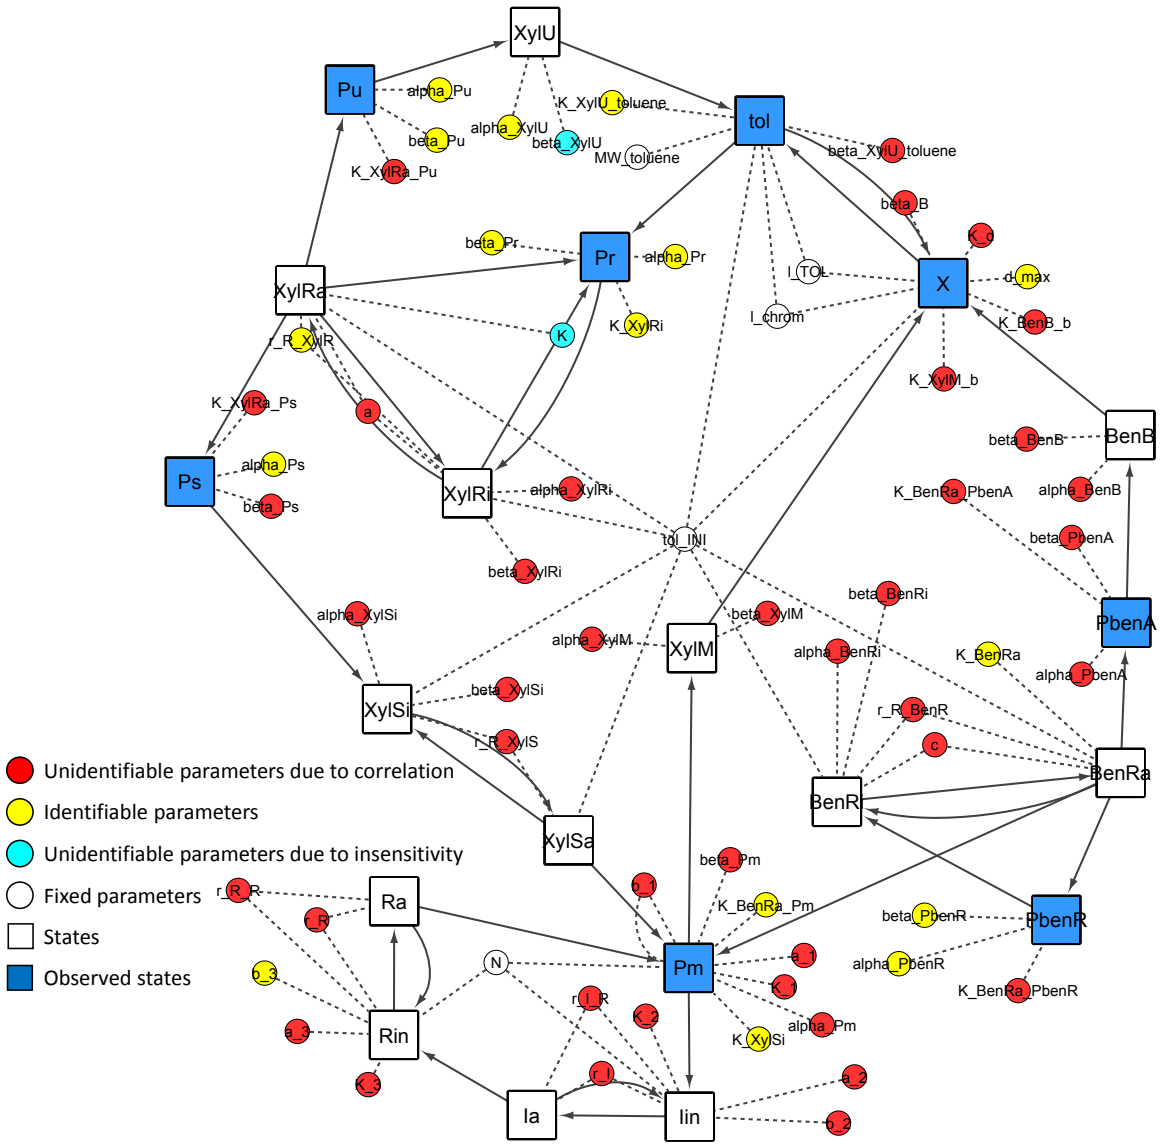 XylU
Pu
alpha_Pu
K_XylU_toluene
tol
alpha_XylU
beta_Pu
beta_XylU
MW_toluene
beta_XylU_toluene
K_XylRa_Pu
beta_B
K_d
beta_Pr
Pr
alpha_Pr
I_TOL
X
d_max
XylRa
I_chrom
K_BenB_b
K_XylRi
K
r_R_XylR
K_XylM_b
K_XylRa_Ps
a
BenB
beta_BenB
alpha_Ps
Ps
XylRi
alpha_XylRi
K_BenRa_PbenA
alpha_BenB
beta_Ps
tol_INI
beta_PbenA
beta_XylRi
beta_BenRi
alpha_XylSi
beta_XylM
PbenA
alpha_XylM
XylM
alpha_BenRi
K_BenRa
alpha_PbenA
beta_XylSi
XylSi
r_R_BenR
r_R_XylS
c
Unidentifiable parameters due to correlation
BenRa
BenR
Identifiable parameters
XylSa
Unidentifiable parameters due to insensitivity
beta_Pm
Fixed parameters
r_R_R
Ra
b_1
K_BenRa_Pm
r_R
beta_PbenR
PbenR
States
a_1
N
Pm
alpha_PbenR
b_3
Observed states
K_1
K_BenRa_PbenR
r_I_R
K_2
alpha_Pm
a_3
Rin
K_XylSi
K_3
r_I
a_2
Ia
Iin
b_2